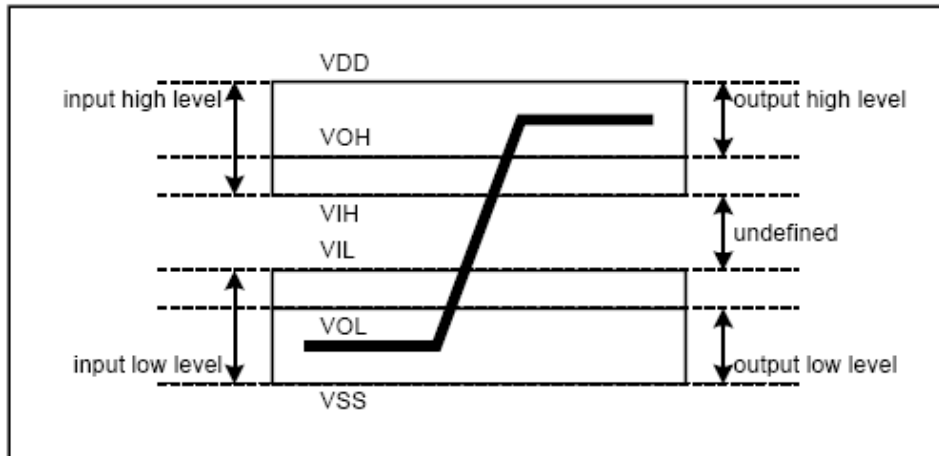 VDD
input high level
output high level
VOH
VIH
undefined
VIL
VOL
input low level
output low level
VSS